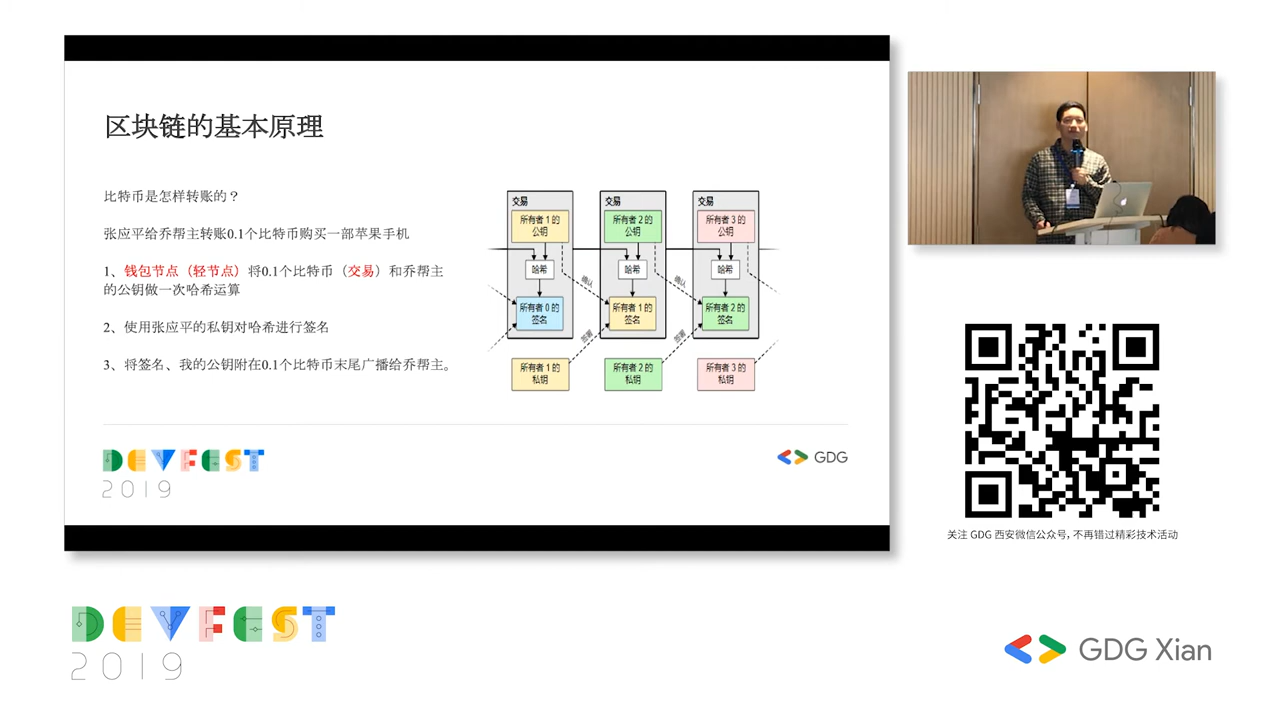 区块链的基本原理
比特币是怎样转账的？
张应平给乔帮主转账0.1个比特币购买一部苹果手机
1、钱包节点（轻节点）将0.1个比特币（交易）和乔帮主
的公钥做一次哈希运算
2、使用张应平的私钥对哈希进行签名
3、将签名、我的公钥附在0.1个比特币末尾广播给乔帮主。
交易
所有者 1 的
公钥
哈希
所有者 0 的
签名
所有者 1 的
私钥
确认
签署
交易
所有者 2 的
公钥
哈希
所有者 1 的
签名
所有者 2 的
私钥
确认
签署
交易
所有者 3 的
公钥
哈希
所有者 2 的
签名
所有者 3 的
私钥
DEVFEST
2019
GDG
关注 GDG 西安微信公众号, 不再错过精彩技术活动
DEVFEST
2019
GDG Xian